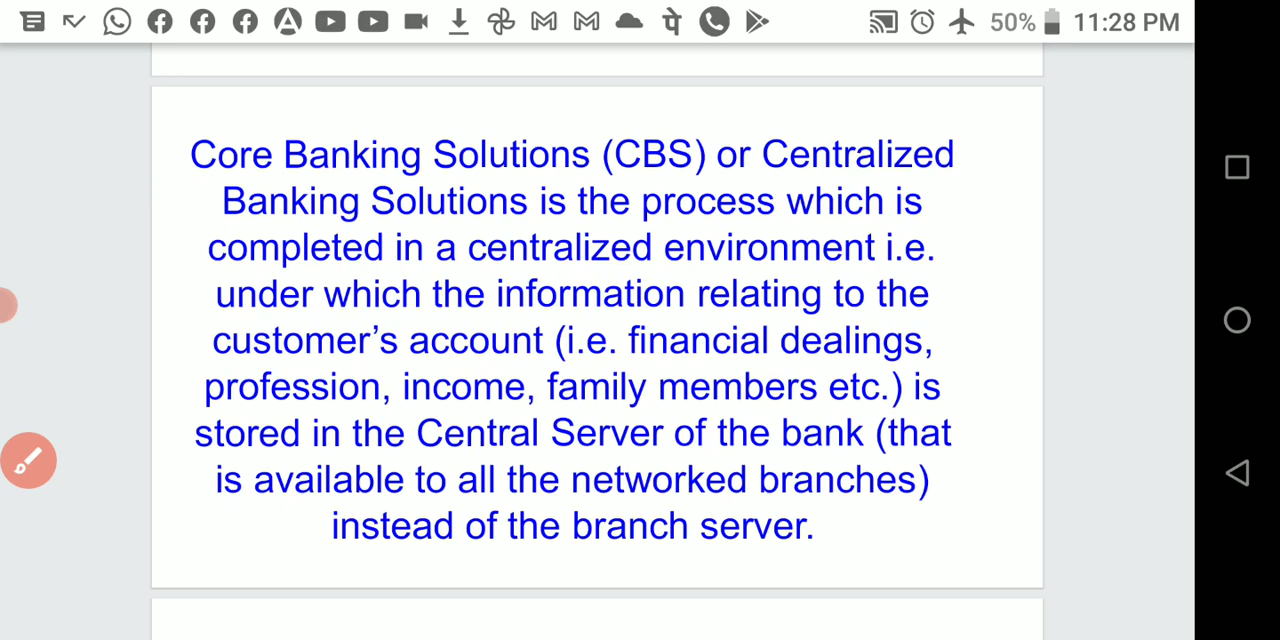 50% 11:28 PM
Core Banking Solutions (CBS) or Centralized
Banking Solutions is the process which is
completed in a centralized environment i.e.
under which the information relating to the
customer’s account (i.e. financial dealings,
profession, income, family members etc.) is
stored in the Central Server of the bank (that
is available to all the networked branches)
instead of the branch server.